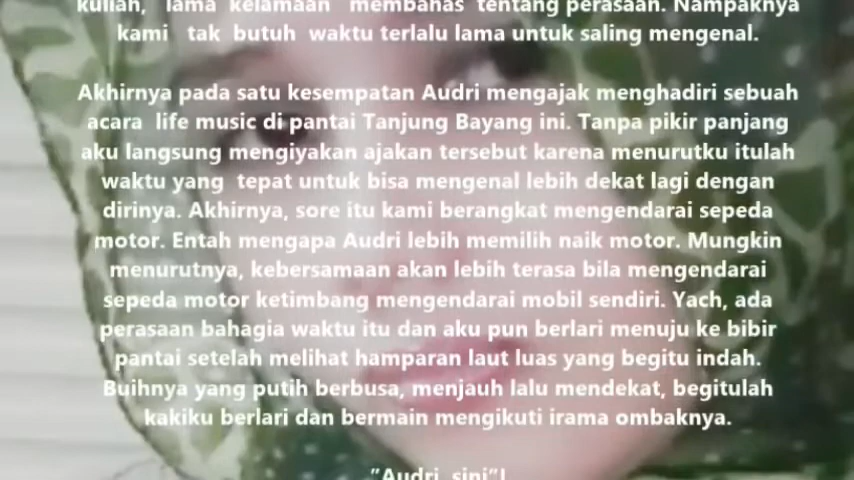 kuliah, lama kelamaan membahas tentang perasaan. Nampaknya
kami tak butuh waktu terlalu lama untuk saling mengenal.
Akhirnya pada satu kesempatan Audri mengajak menghadiri sebuah
acara life music di pantai Tanjung Bayang ini. Tanpa pikir panjang
aku langsung mengiyakan ajakan tersebut karena menurutku itulah
waktu yang tepat untuk bisa mengenal lebih dekat lagi dengan
dirinya. Akhirnya, sore itu kami berangkat mengendarai sepeda
motor. Entah mengapa Audri lebih memilih naik motor. Mungkin
menurutnya, kebersamaan akan lebih terasa bila mengendarai
sepeda motor ketimbang mengendarai mobil sendiri. Yach, ada
perasaan bahagia waktu itu dan aku pun berlari menuju ke bibir
pantai setelah melihat hamparan laut luas yang begitu indah.
Buihnya yang putih berbusa, menjauh lalu mendekat, begitulah
kakiku berlari dan bermain mengikuti irama ombaknya.
"Audri, sini"!